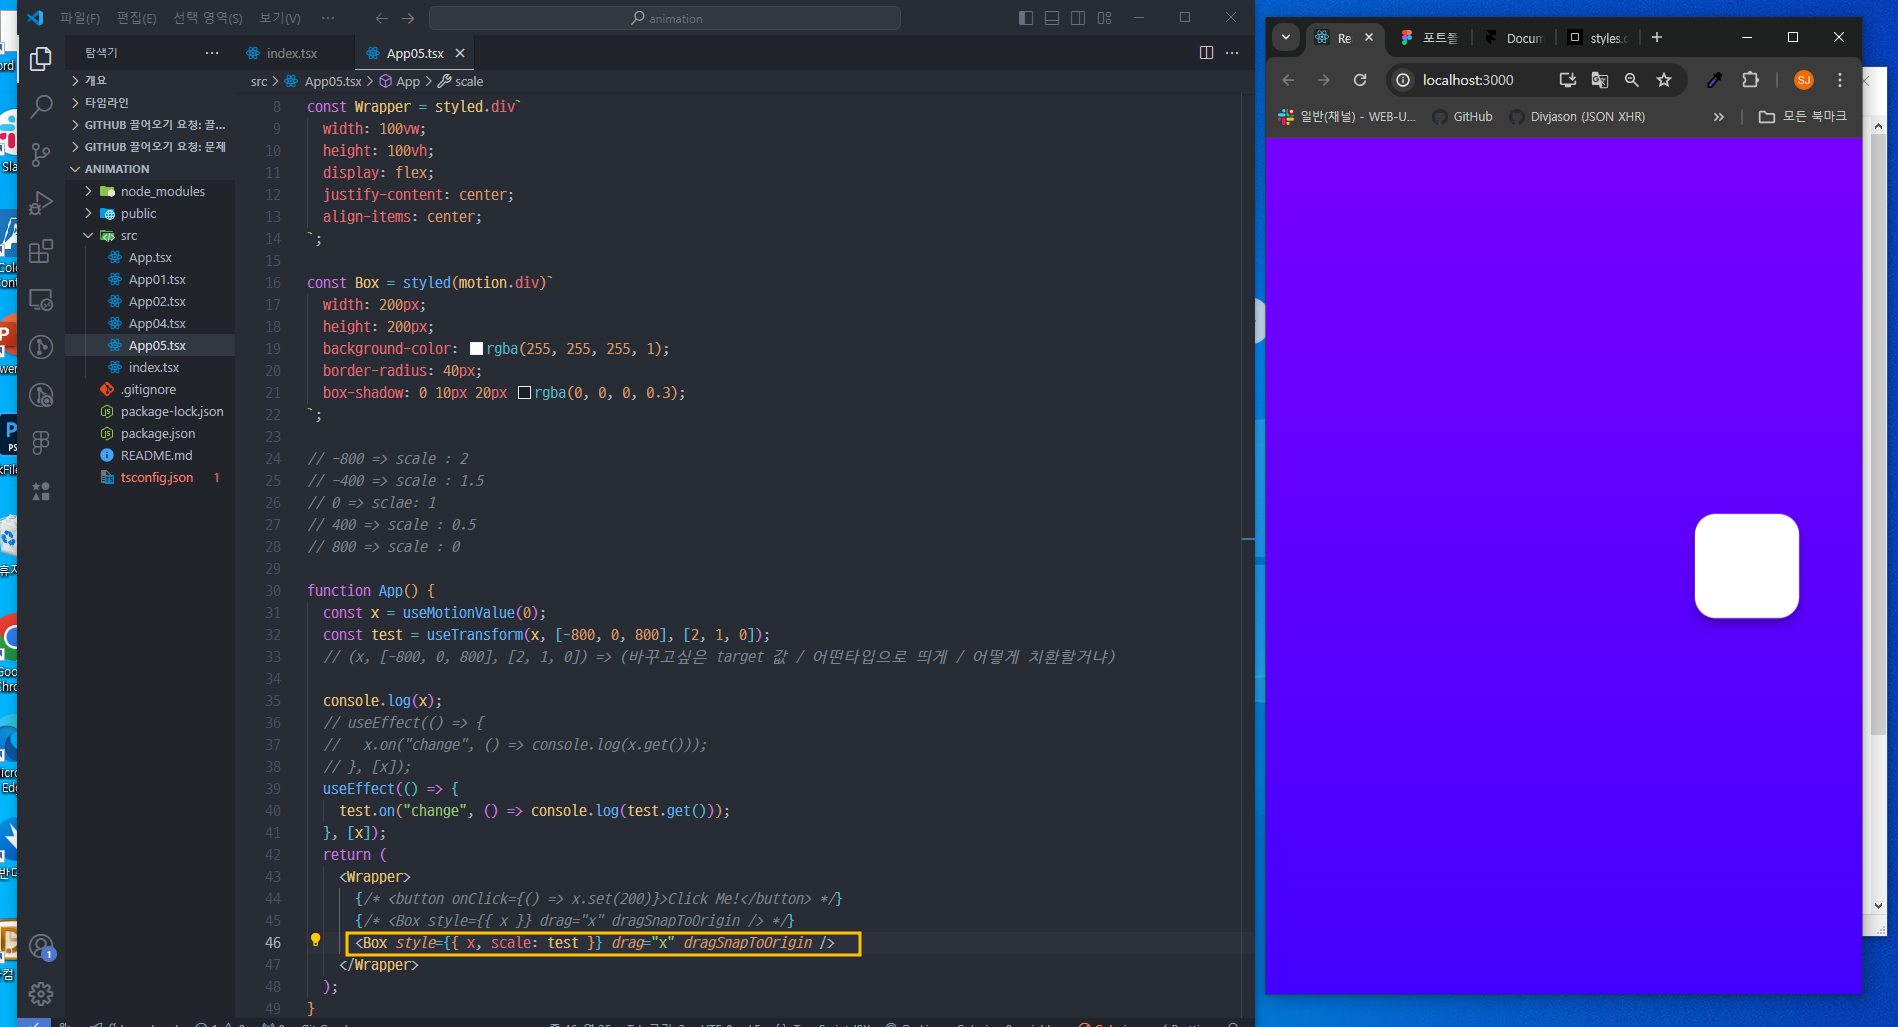 파일(F) 편집(E) 선택 영역(S) 보기(V) ··· animation
탐색기 ···
개요
타임라인
GITHUB 끌어오기 요청: 끌...
GITHUB 끌어오기 요청: 문제
ANIMATION
node_modules
public
src
App.tsx
App01.tsx
App02.tsx
App04.tsx
App05.tsx
index.tsx
.gitignore
package-lock.json
package.json
README.md
tsconfig.json 1
index.tsx App05.tsx
src > App05.tsx > App > scale
8 const Wrapper = styled.div`
9 width: 100vw;
10 height: 100vh;
11 display: flex;
12 justify-content: center;
13 align-items: center;
14 `;
15
16 const Box = styled(motion.div)`
17 width: 200px;
18 height: 200px;
19 background-color: rgba(255, 255, 255, 1);
20 border-radius: 40px;
21 box-shadow: 0 10px 20px rgba(0, 0, 0, 0.3);
22 `;
23
24 // -800 => scale : 2
25 // -400 => scale : 1.5
26 // 0 => sclae: 1
27 // 400 => scale : 0.5
28 // 800 => scale : 0
29
30 function App() {
31 const x = useMotionValue(0);
32 const test = useTransform(x, [-800, 0, 800], [2, 1, 0]);
33 // (x, [-800, 0, 800], [2, 1, 0]) => (바꾸고싶은 target 값 / 어떤타입으로 띄게 / 어떻게 치환할거냐)
34
35 console.log(x);
36 // useEffect(() => {
37 // x.on("change", () => console.log(x.get()));
38 // }, [x]);
39 useEffect(() => {
40 test.on("change", () => console.log(test.get()));
41 }, [x]);
42 return (
43 <Wrapper>
44 {/* <button onClick={() => x.set(200)}>Click Me!</button> */}
45 {/* <Box style={{ x }} drag="x" dragSnapToOrigin /> */}
46 <Box style={{ x, scale: test }} drag="x" dragSnapToOrigin />
47 </Wrapper>
48 );
49 }
1
Re 포트폴 Docum styles.c
localhost:3000 SJ
일반(채널) - WEB-U... GitHub Divjason (JSON XHR) » 모든 북마크